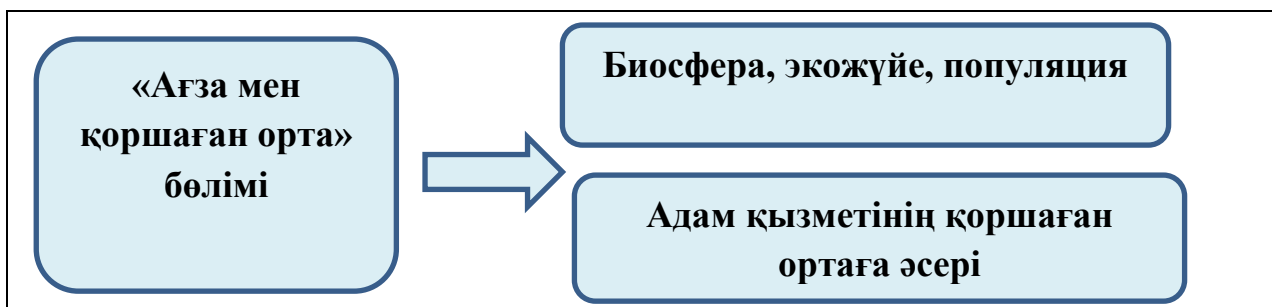 «Ағза мен
қоршаған орта»
бөлімі
Биосфера, экожүйе, популяция
Адам қызметінің қоршаған
ортаға әсері